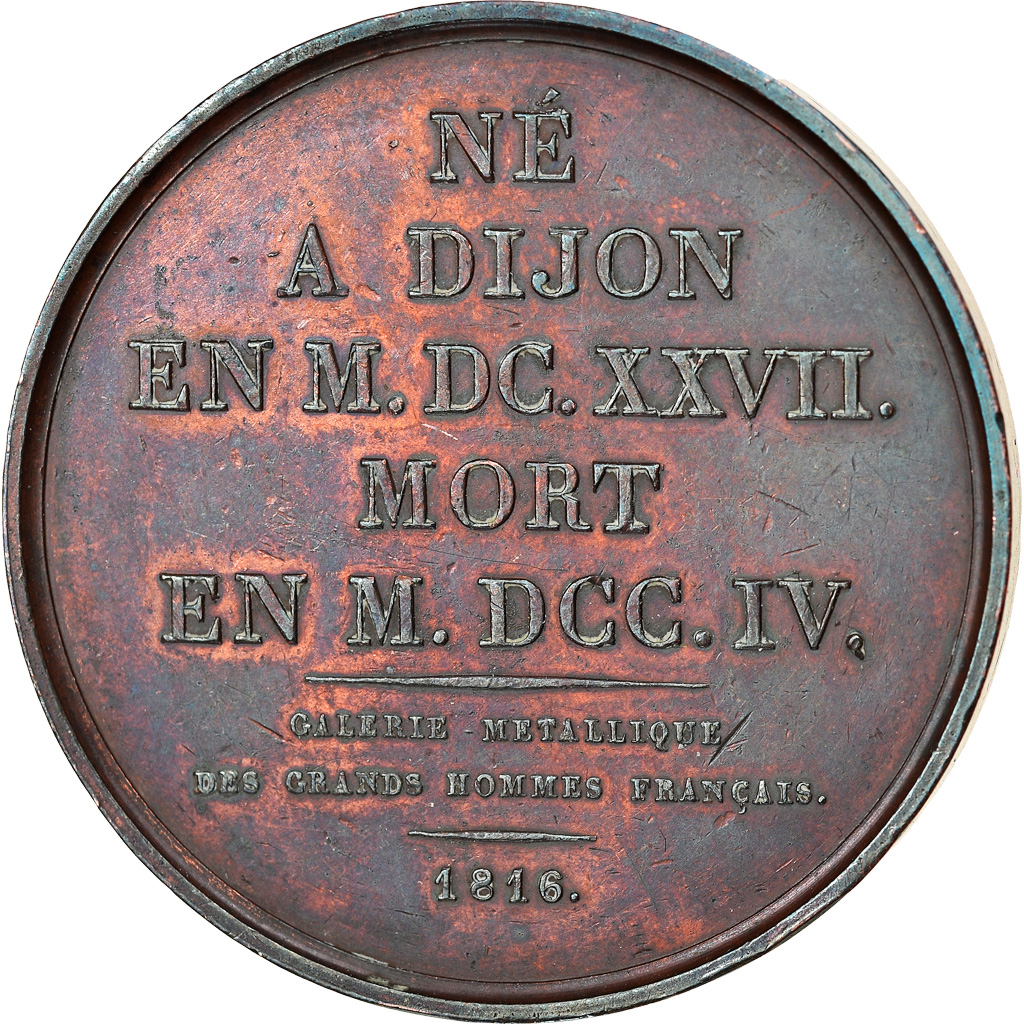 NÉ
A DIJON
EN M. DC. XXVII.
MORT
EN M. DCC. IV.
GALERIE METALLIQUE
DES GRANDS HOMMES FRANÇAIS.
1816.